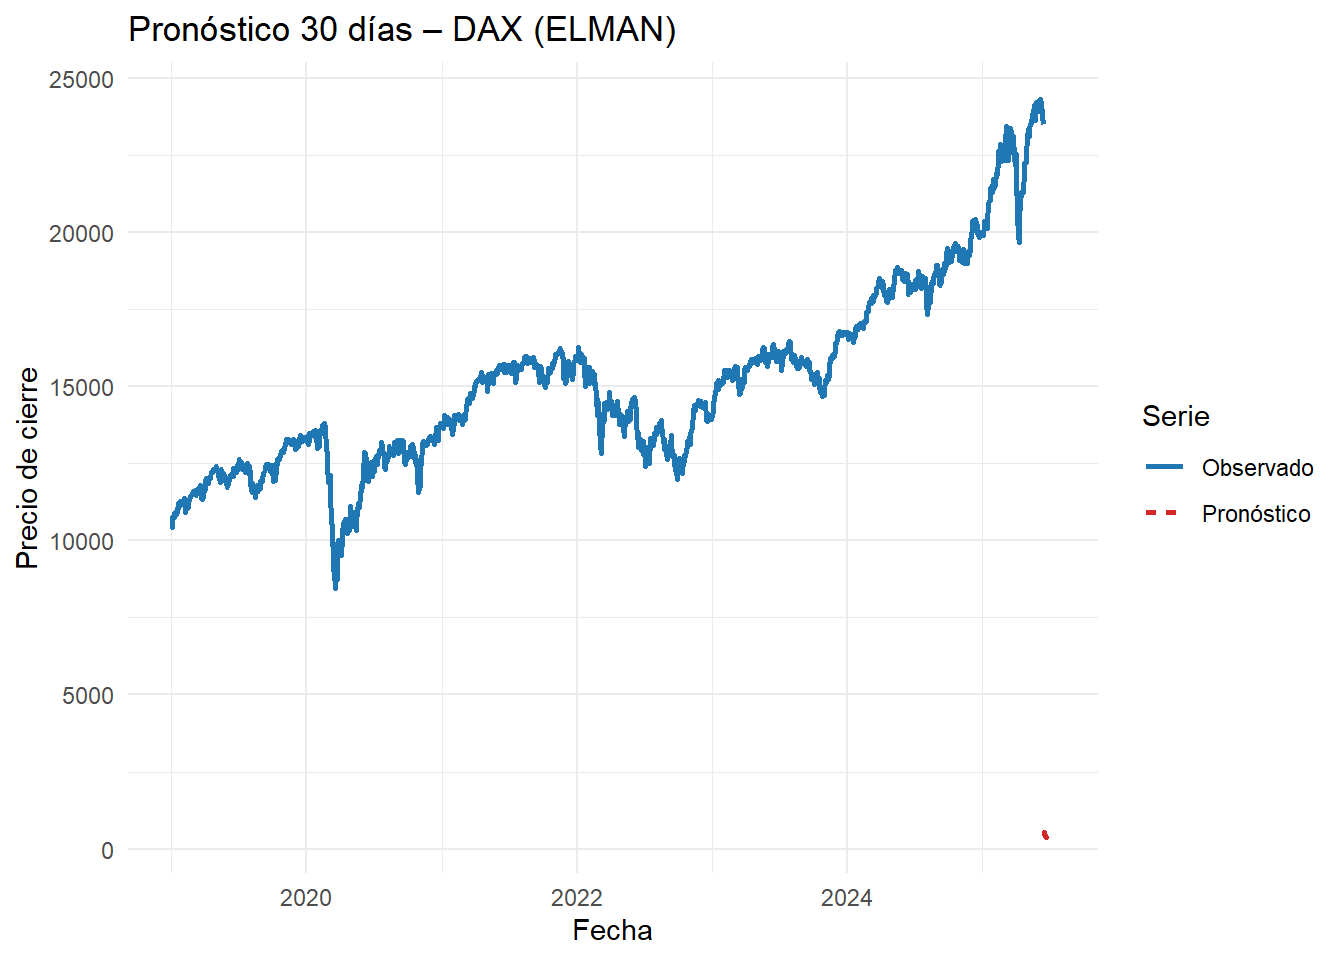 Pronóstico 30 días – DAX (ELMAN)
25000
20000
15000
10000
5000
0
Precio de cierre
2020
2022
2024
Fecha
Serie
Observado
Pronóstico